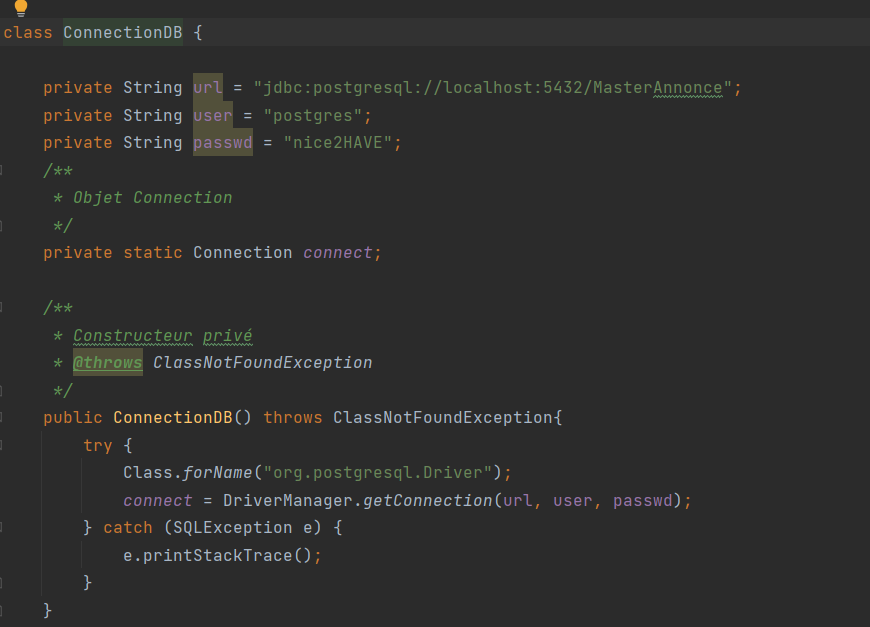 class ConnectionDB {
private String url = "jdbc:postgresql://localhost:5432/MasterAnnonce";
private String user = "postgres";
private String passwd = "nice2HAVE";
/**
* Objet Connection
*/
private static Connection connect;
/**
* Constructeur privé
* @throws ClassNotFoundException
*/
public ConnectionDB() throws ClassNotFoundException{
try {
Class.forName("org.postgresql.Driver");
connect = DriverManager.getConnection(url, user, passwd);
} catch (SQLException e) {
e.printStackTrace();
}
}